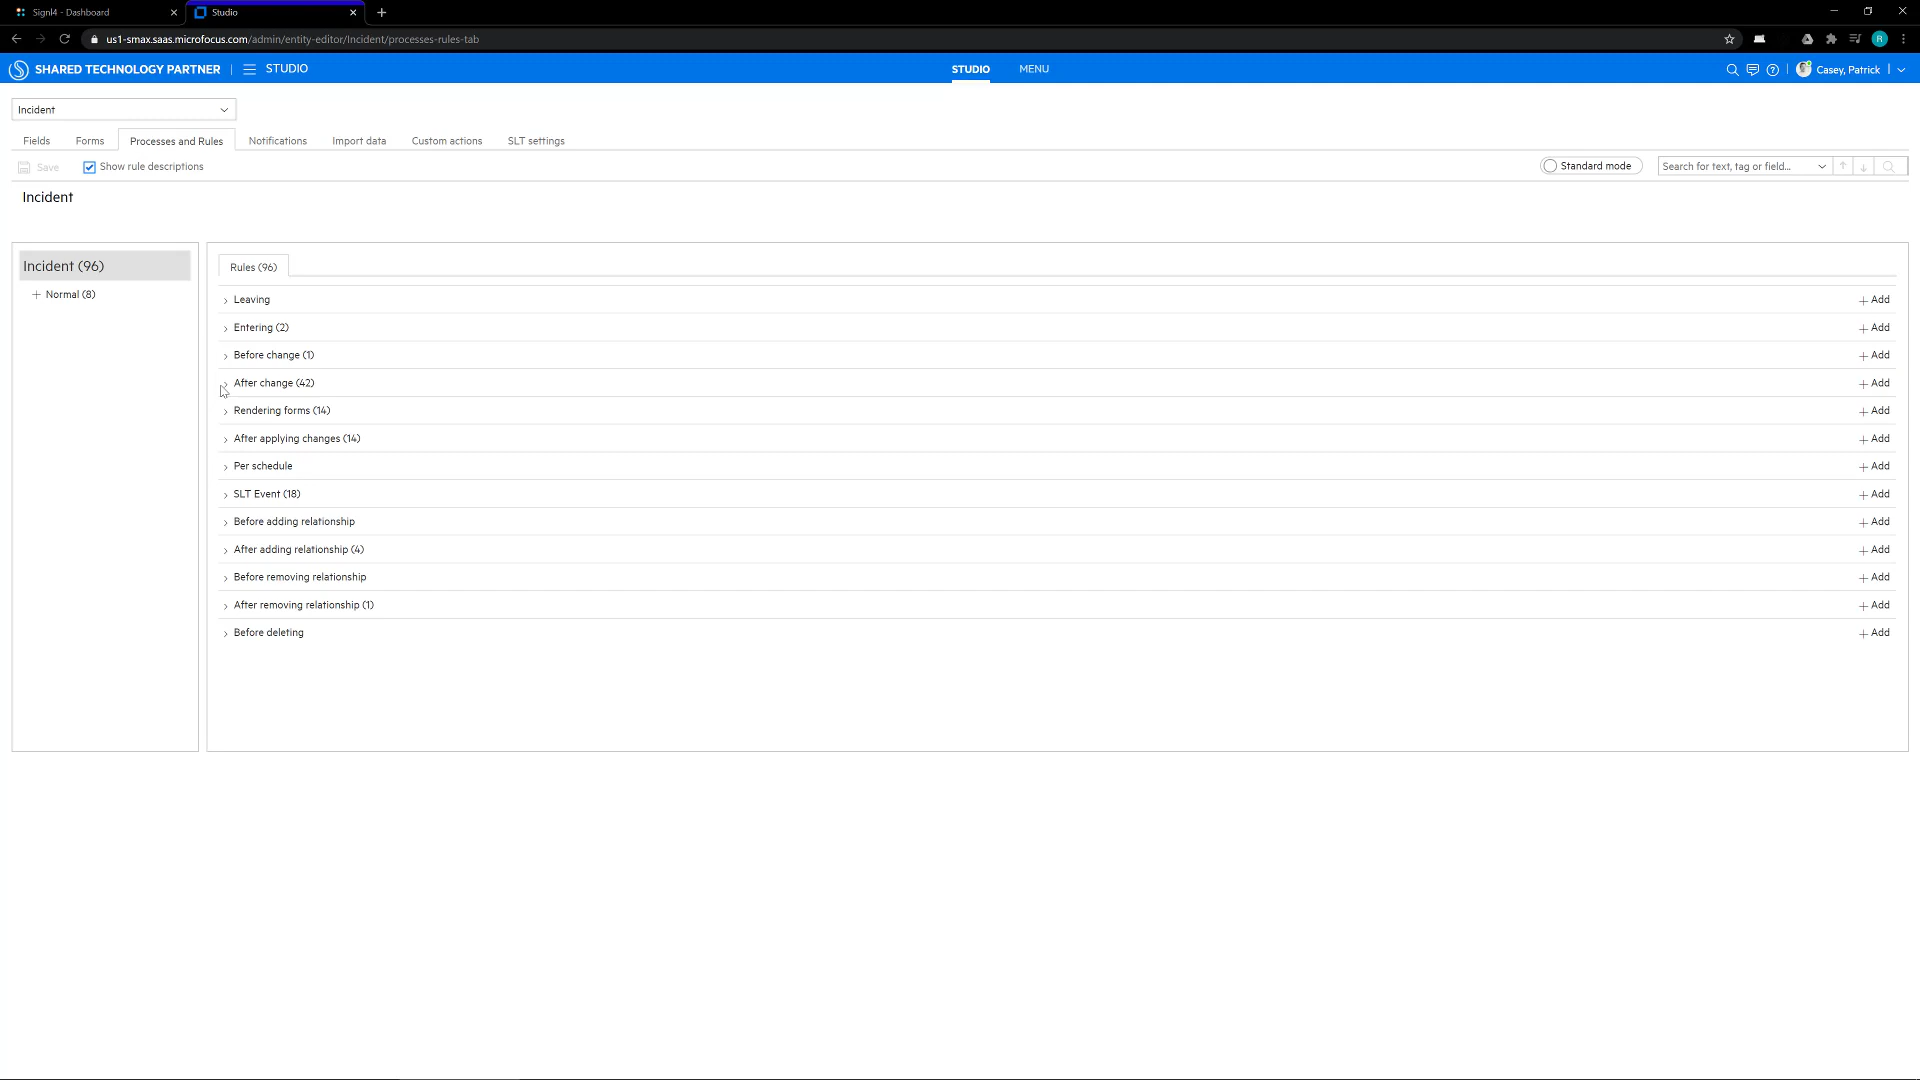 Signl4 - Dashboard
Studio
us1-smax.saas.microfocus.com/admin/entity-editor/Incident/processes-rules-tab
R
SHARED TECHNOLOGY PARTNER
STUDIO
STUDIO
MENU
Casey, Patrick
Incident
Fields
Forms
Processes and Rules
Notifications
Import data
Custom actions
SLT settings
Save
Show rule descriptions
Standard mode
Search for text, tag or field...
Incident
Incident (96)
Normal (8)
Rules (96)
Leaving
Add
Entering (2)
Add
Before change (1)
Add
After change (42)
Add
Rendering forms (14)
Add
After applying changes (14)
Add
Per schedule
Add
SLT Event (18)
Add
Before adding relationship
Add
After adding relationship (4)
Add
Before removing relationship
Add
After removing relationship (1)
Add
Before deleting
Add